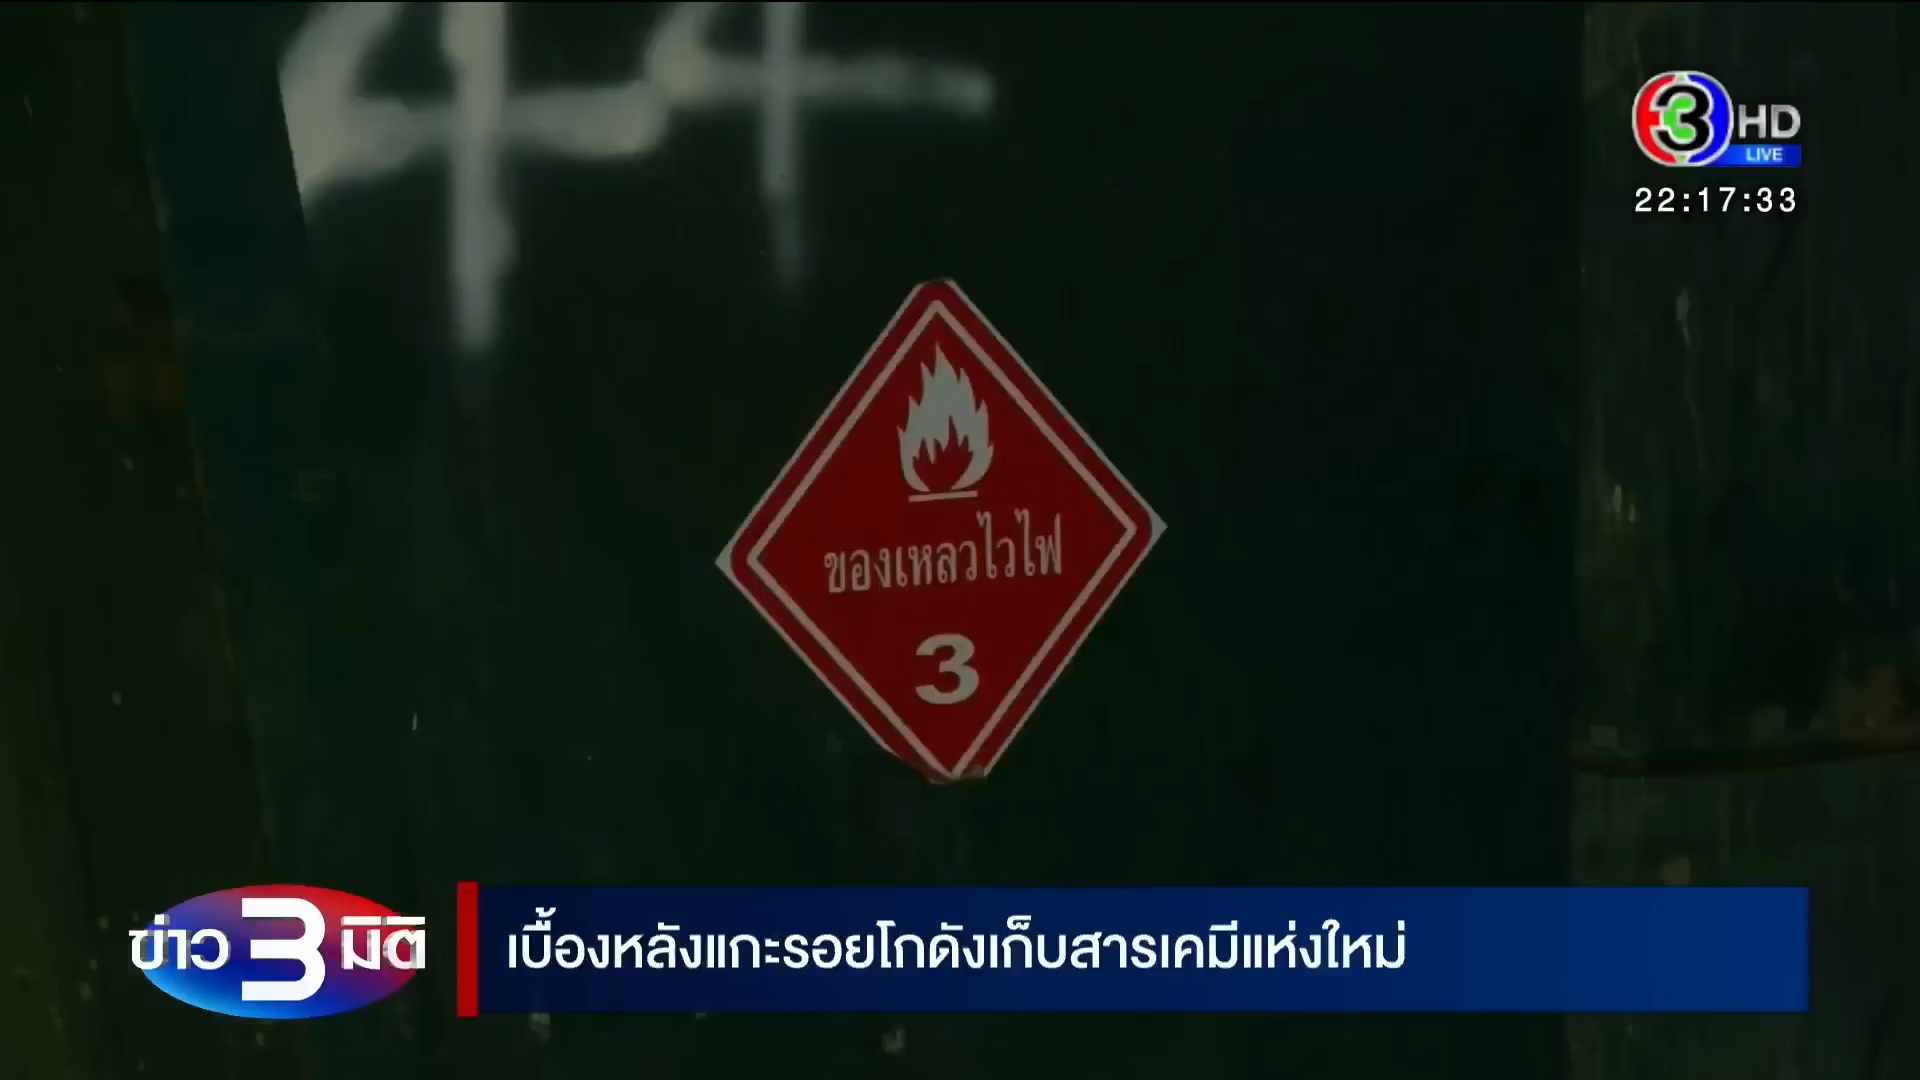 44
3 HD
LIVE
22:17:33
ของเหลวไวไฟ
3
ข่าว 3 มิติ
เบื้องหลังแกะรอยโกดังเก็บสารเคมีแห่งใหม่